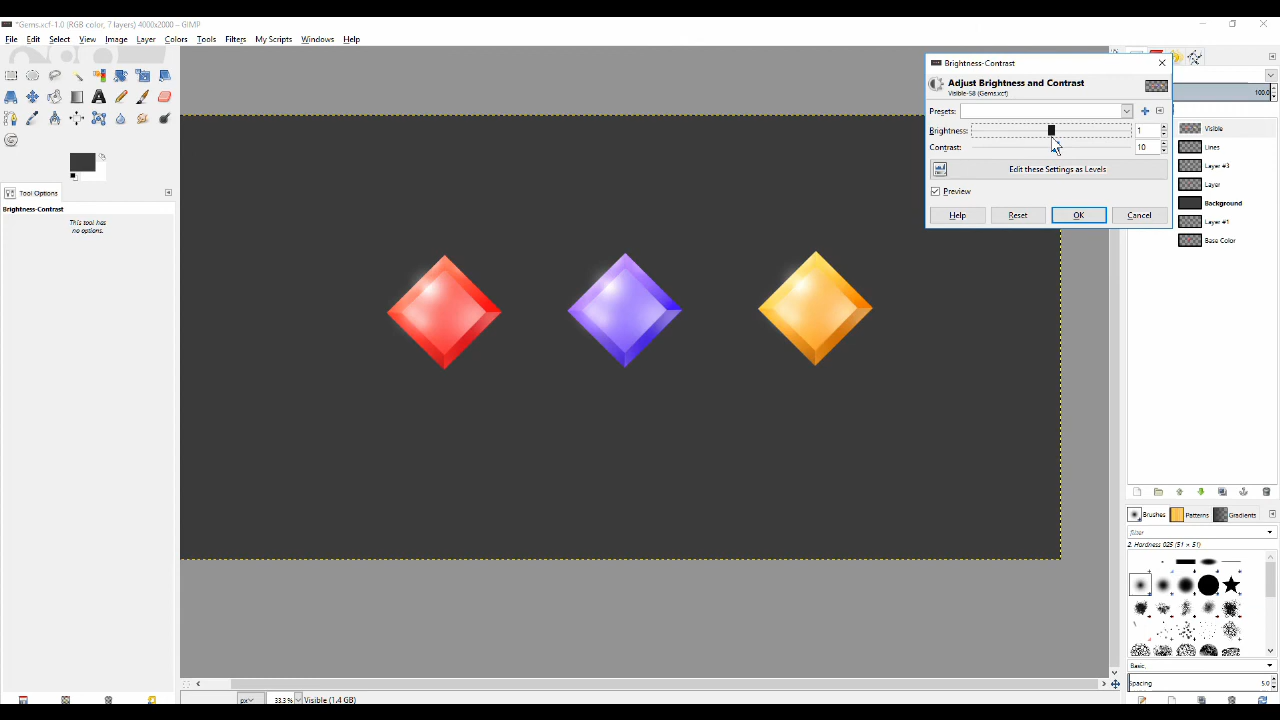 *Gems.xcf-1.0 (RGB color, 7 layers) 4000x2000 – GIMP
File Edit Select View Image Layer Colors Tools Filters My Scripts Windows Help
Brightness-Contrast
Adjust Brightness and Contrast
Visible-58 (Gems.xcf)
100.0
Presets:
Brightness: 1
Visible
Contrast: 10
Lines
Layer #3
Edit these Settings as Levels
Layer
Preview
Background
Help Reset OK Cancel
Layer #1
Base Color
Tool Options
Brightness-Contrast
This tool has
no options.
Brushes Patterns Gradients
filter
2. Hardness 025 (51 × 51)
Basic,
Spacing 5.0
px 33.3 % Visible (1.4 GB)